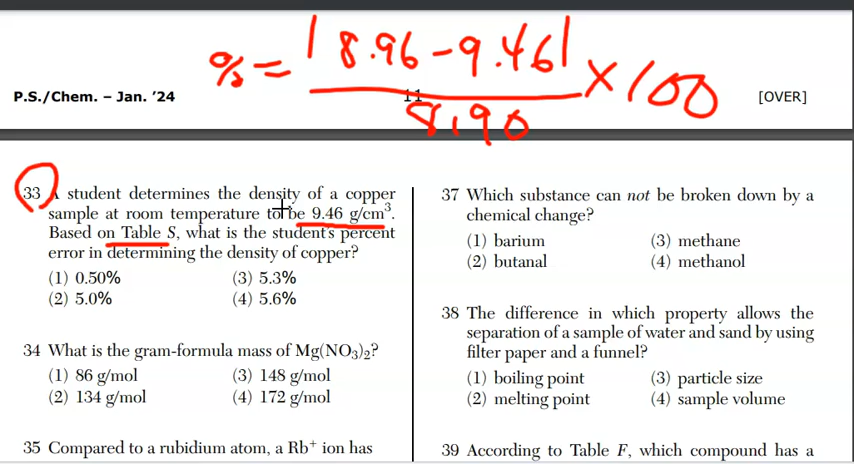 % = |8.96 - 9.46| × 100
8.90
P.S./Chem. – Jan. '24
11
[OVER]
33 A student determines the density of a copper
sample at room temperature to be 9.46 g/cm³.
Based on Table S, what is the student's percent
error in determining the density of copper?
(1) 0.50% (3) 5.3%
(2) 5.0% (4) 5.6%
34 What is the gram-formula mass of Mg(NO₃)₂?
(1) 86 g/mol (3) 148 g/mol
(2) 134 g/mol (4) 172 g/mol
35 Compared to a rubidium atom, a Rb⁺ ion has
37 Which substance can not be broken down by a
chemical change?
(1) barium (3) methane
(2) butanal (4) methanol
38 The difference in which property allows the
separation of a sample of water and sand by using
filter paper and a funnel?
(1) boiling point (3) particle size
(2) melting point (4) sample volume
39 According to Table F, which compound has a